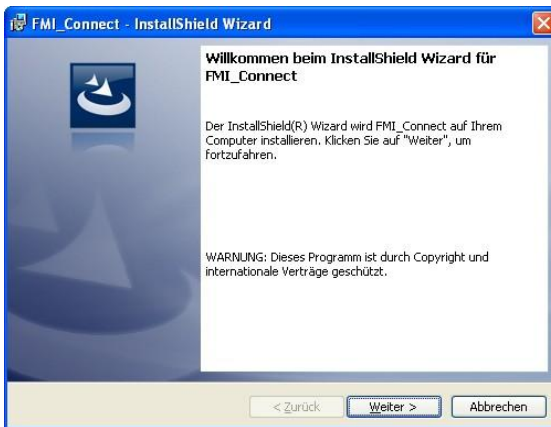 FMI_Connect - InstallShield Wizard
Willkommen beim InstallShield Wizard für
FMI_Connect
Der InstallShield(R) Wizard wird FMI_Connect auf Ihrem
Computer installieren. Klicken Sie auf "Weiter", um
fortzufahren.
WARNUNG: Dieses Programm ist durch Copyright und
internationale Verträge geschützt.
< Zurück
Weiter >
Abbrechen